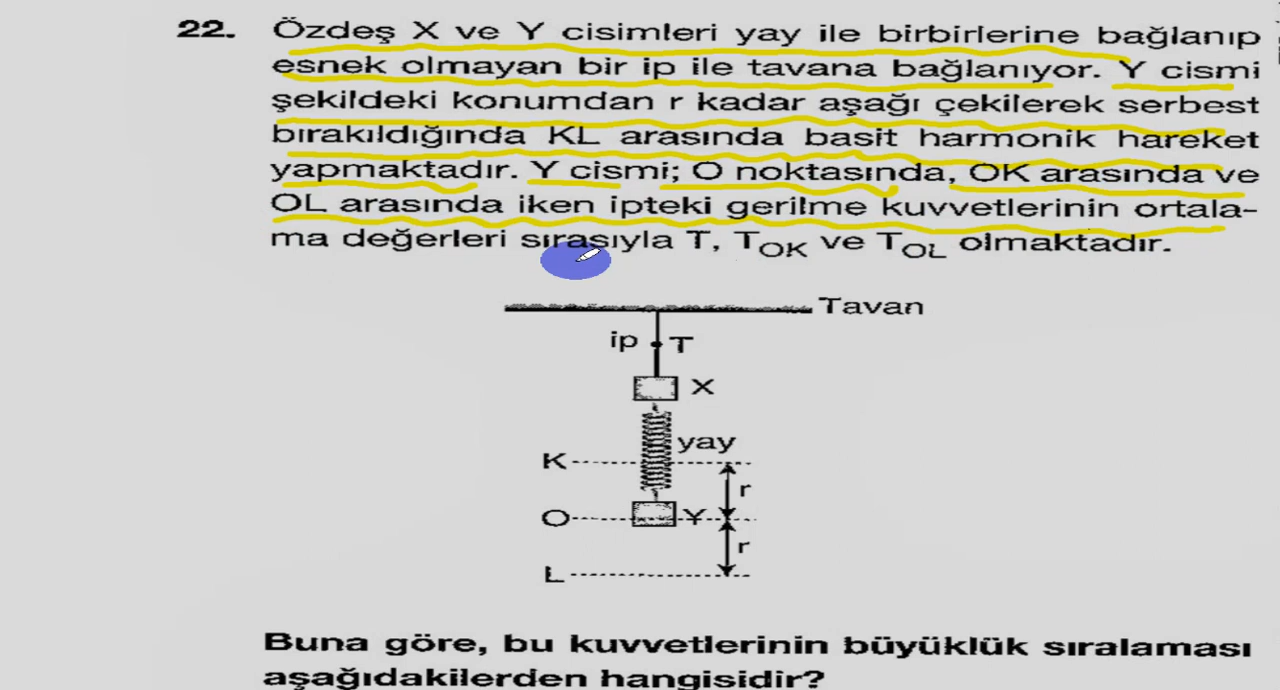 22. Özdeş X ve Y cisimleri yay ile birbirlerine bağlanıp
esnek olmayan bir ip ile tavana bağlanıyor. Y cismi
şekildeki konumdan r kadar aşağı çekilerek serbest
bırakıldığında KL arasında basit harmonik hareket
yapmaktadır. Y cismi; O noktasında, OK arasında ve
OL arasında iken ipteki gerilme kuvvetlerinin ortala-
ma değerleri sırasıyla T, TOK ve TOL olmaktadır.
Tavan
ip T
X
yay
K
r
O Y
r
L
Buna göre, bu kuvvetlerinin büyüklük sıralaması
aşağıdakilerden hangisidir?